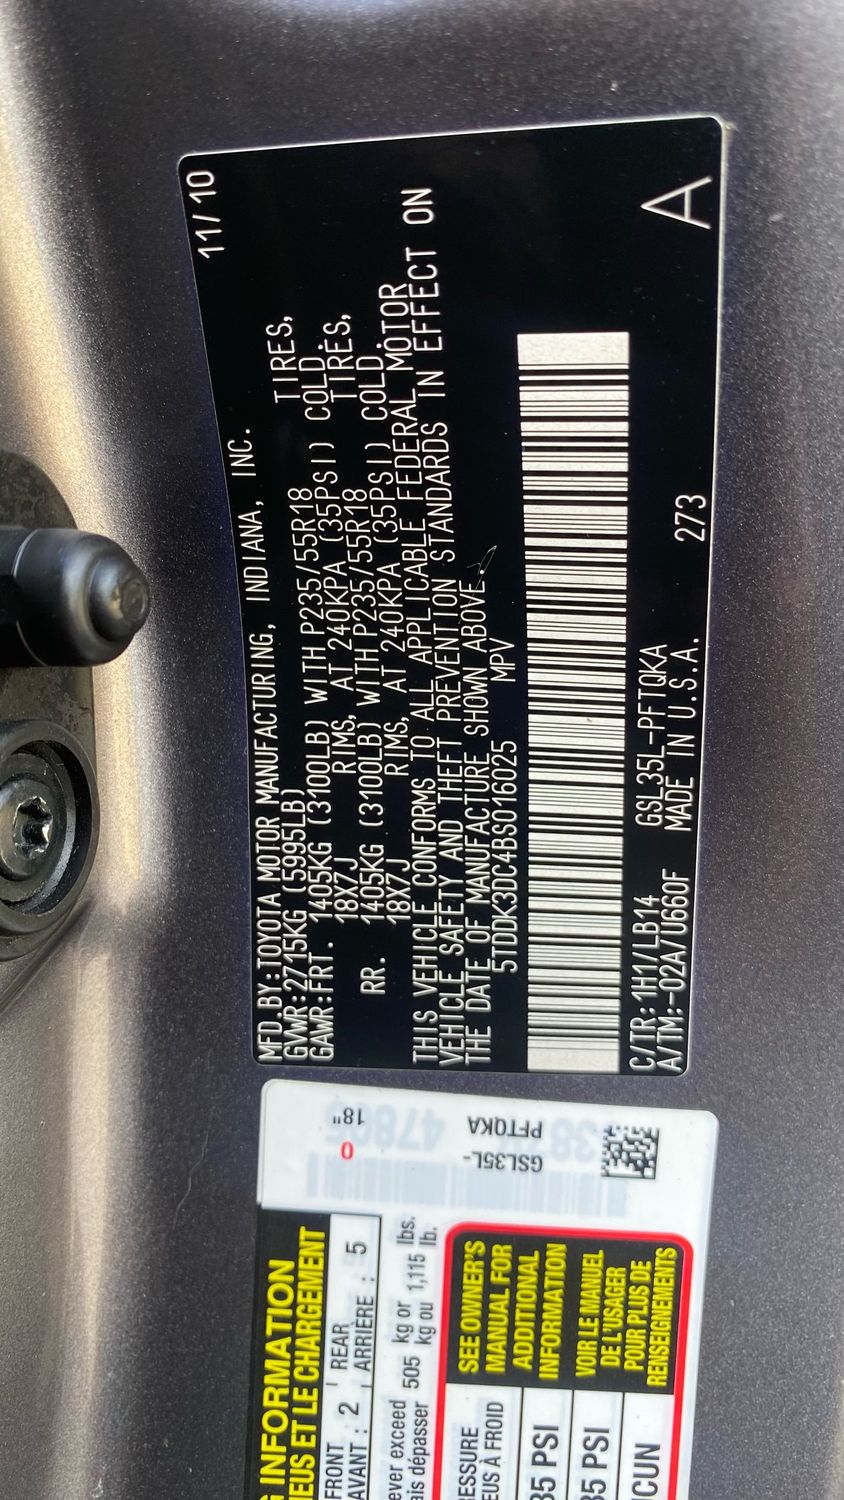 11/10
MFD.BY:TOYOTA MOTOR MANUFACTURING, INDIANA, INC.
GVWR:2715KG (5995LB)
GAWR:FRT. 1405KG (3100LB) WITH P235/55R18 TIRES,
18X7J RIMS, AT 240KPA (35PSI) COLD.
RR. 1405KG (3100LB) WITH P235/55R18 TIRES,
18X7J RIMS, AT 240KPA (35PSI) COLD.
THIS VEHICLE CONFORMS TO ALL APPLICABLE FEDERAL MOTOR
VEHICLE SAFETY AND THEFT PREVENTION STANDARDS IN EFFECT ON
THE DATE OF MANUFACTURE SHOWN ABOVE.
5TDDK3DC4BS016025 MPV
C/TR:1H1/LB14 GSL35L-PFTQKA
A/TM:-02A/U660F MADE IN U.S.A. 273
A
GSL35L-
PFTQKA
18"
0
INFORMATION
ET LE CHARGEMENT
FRONT REAR
AVANT : 2 ARRIÈRE : 5
exceed 505 kg or 1,115 lbs.
dépasser kg ou lb.
SEE OWNER'S
MANUAL FOR
ADDITIONAL
INFORMATION
VOIR LE MANUEL
DE L'USAGER
POUR PLUS DE
RENSEIGNEMENTS
À FROID
35 PSI
35 PSI